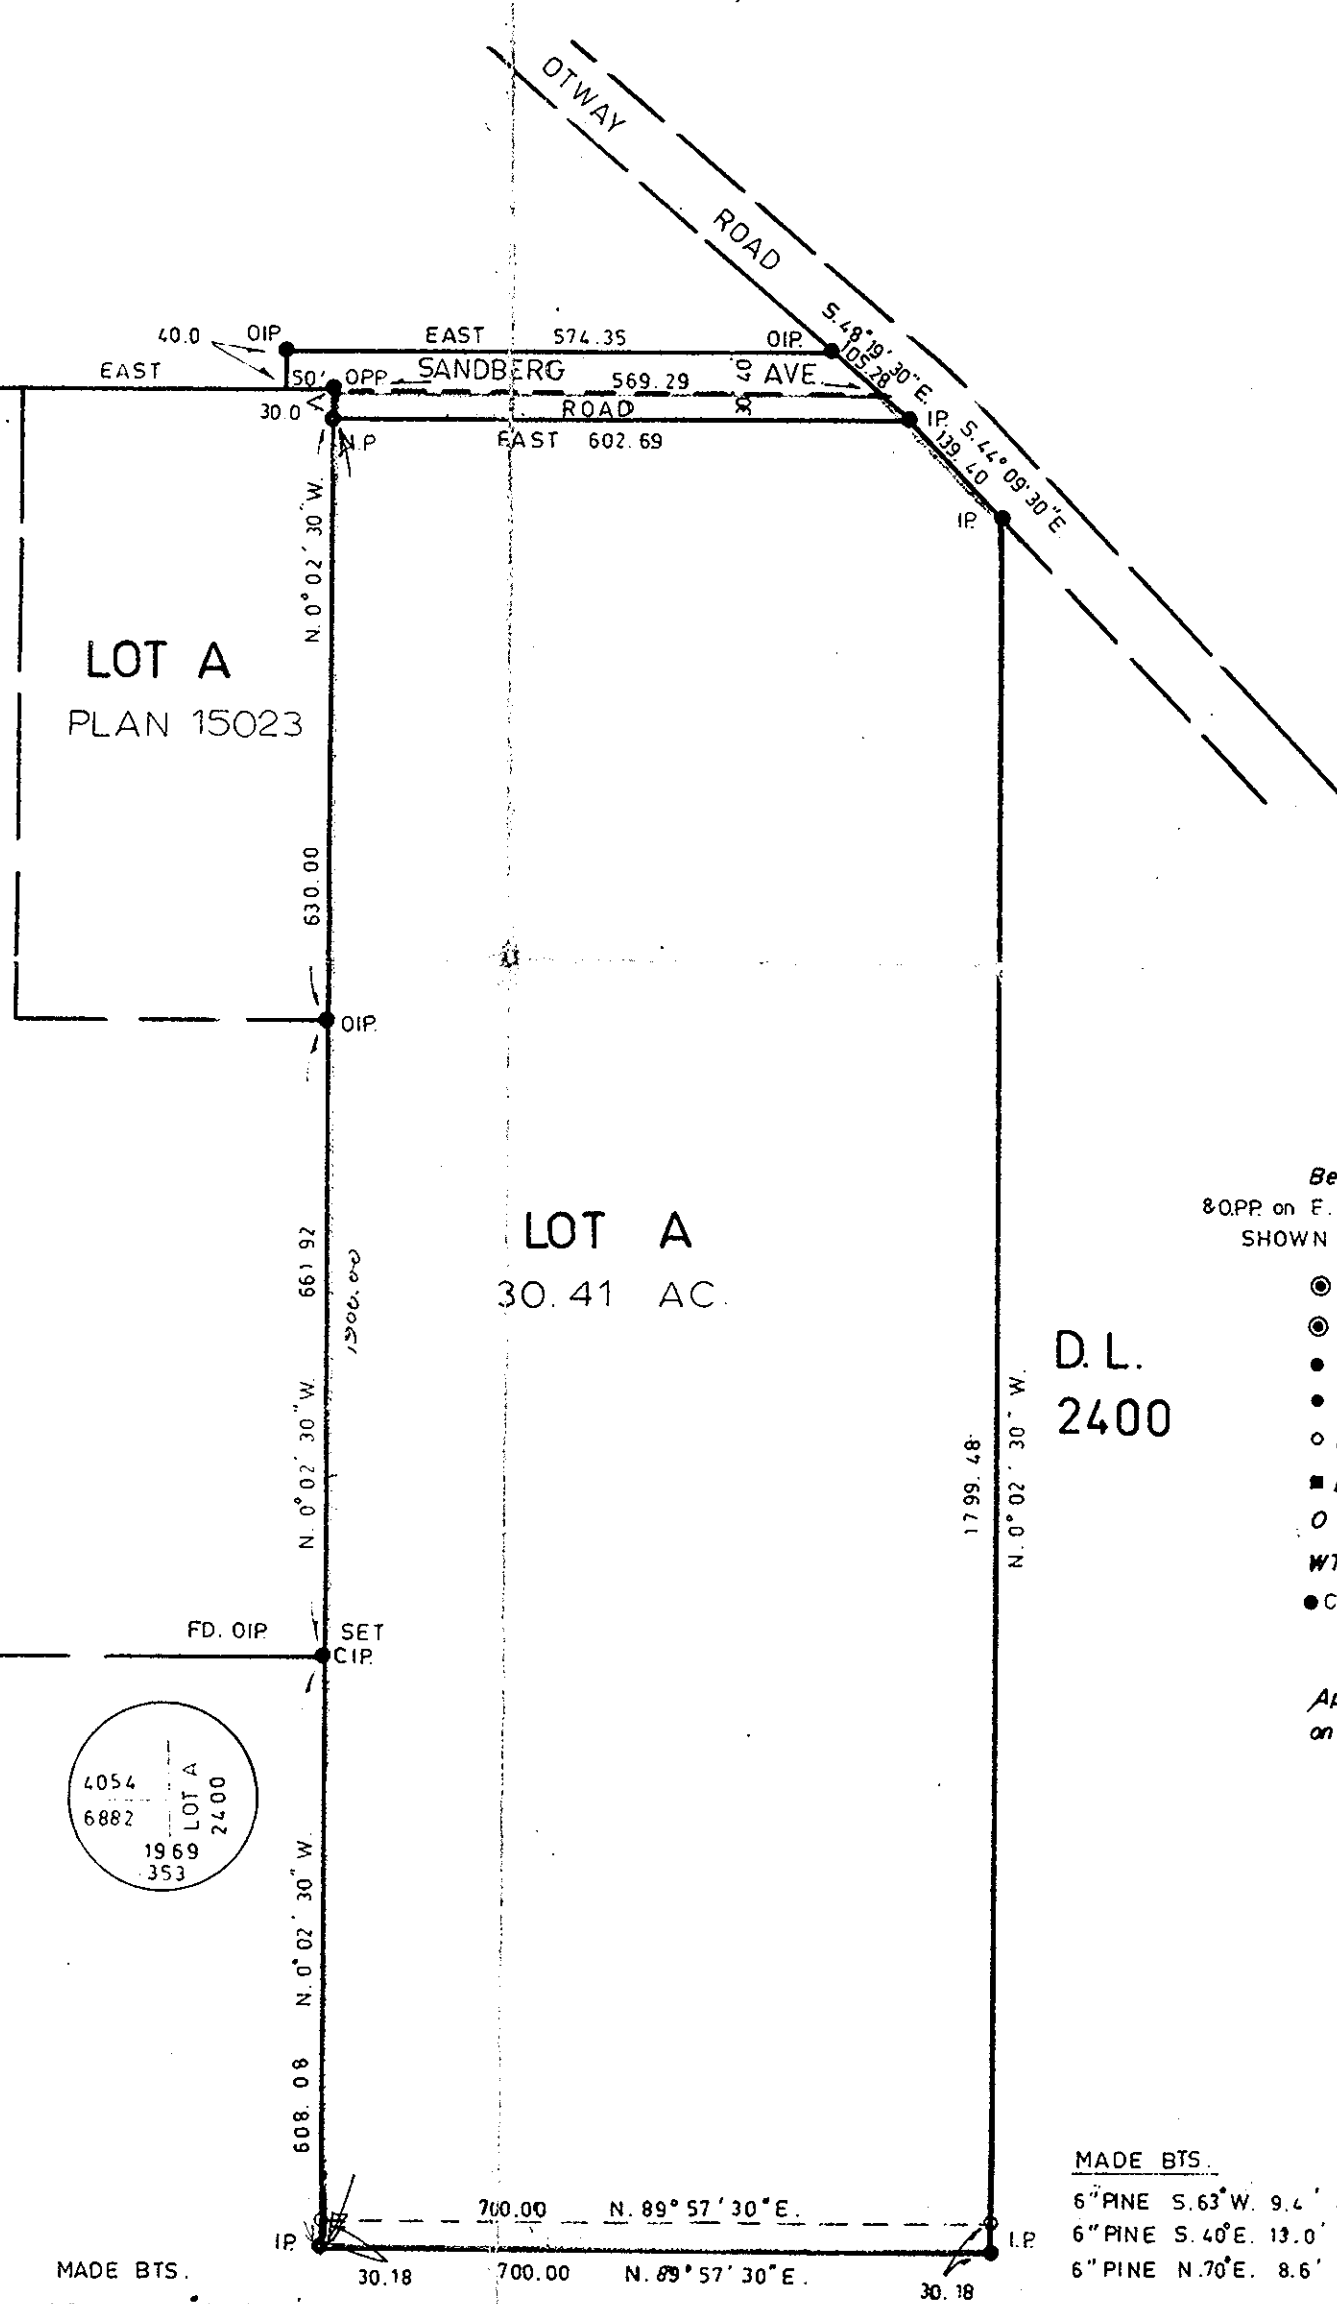 OTWAY
ROAD
S. 48° 19' 30" E.
105.28
40.0
OIP.
EAST 574.35
OIP.
EAST
50'
OPP.
SANDBERG
569.29
30 40
AVE.
30.0
ROAD
N.P
EAST 602.69
IP.
S. 44° 09' 30" E.
139.40
IP.
N. 0° 02' 30" W.
LOT A
PLAN 15023
630.00
OIP.
661.92
1900.00
N. 0° 02' 30" W.
LOT A
30.41 AC.
D.L.
2400
1799.48
N. 0° 02' 30" W.
&O.P.P. on E.
SHOWN
FD. OIP.
SET
CIP.
4054
6882
LOT A
2400
1969
353
N. 0° 02' 30" W.
608.08
700.00 N. 89° 57' 30" E.
IP.
I.P.
30.18
700.00 N. 89° 57' 30" E.
30.18
MADE BTS.
MADE BTS.
6" PINE S. 63° W. 9.4'
6" PINE S. 40° E. 13.0'
6" PINE N. 70° E. 8.6'